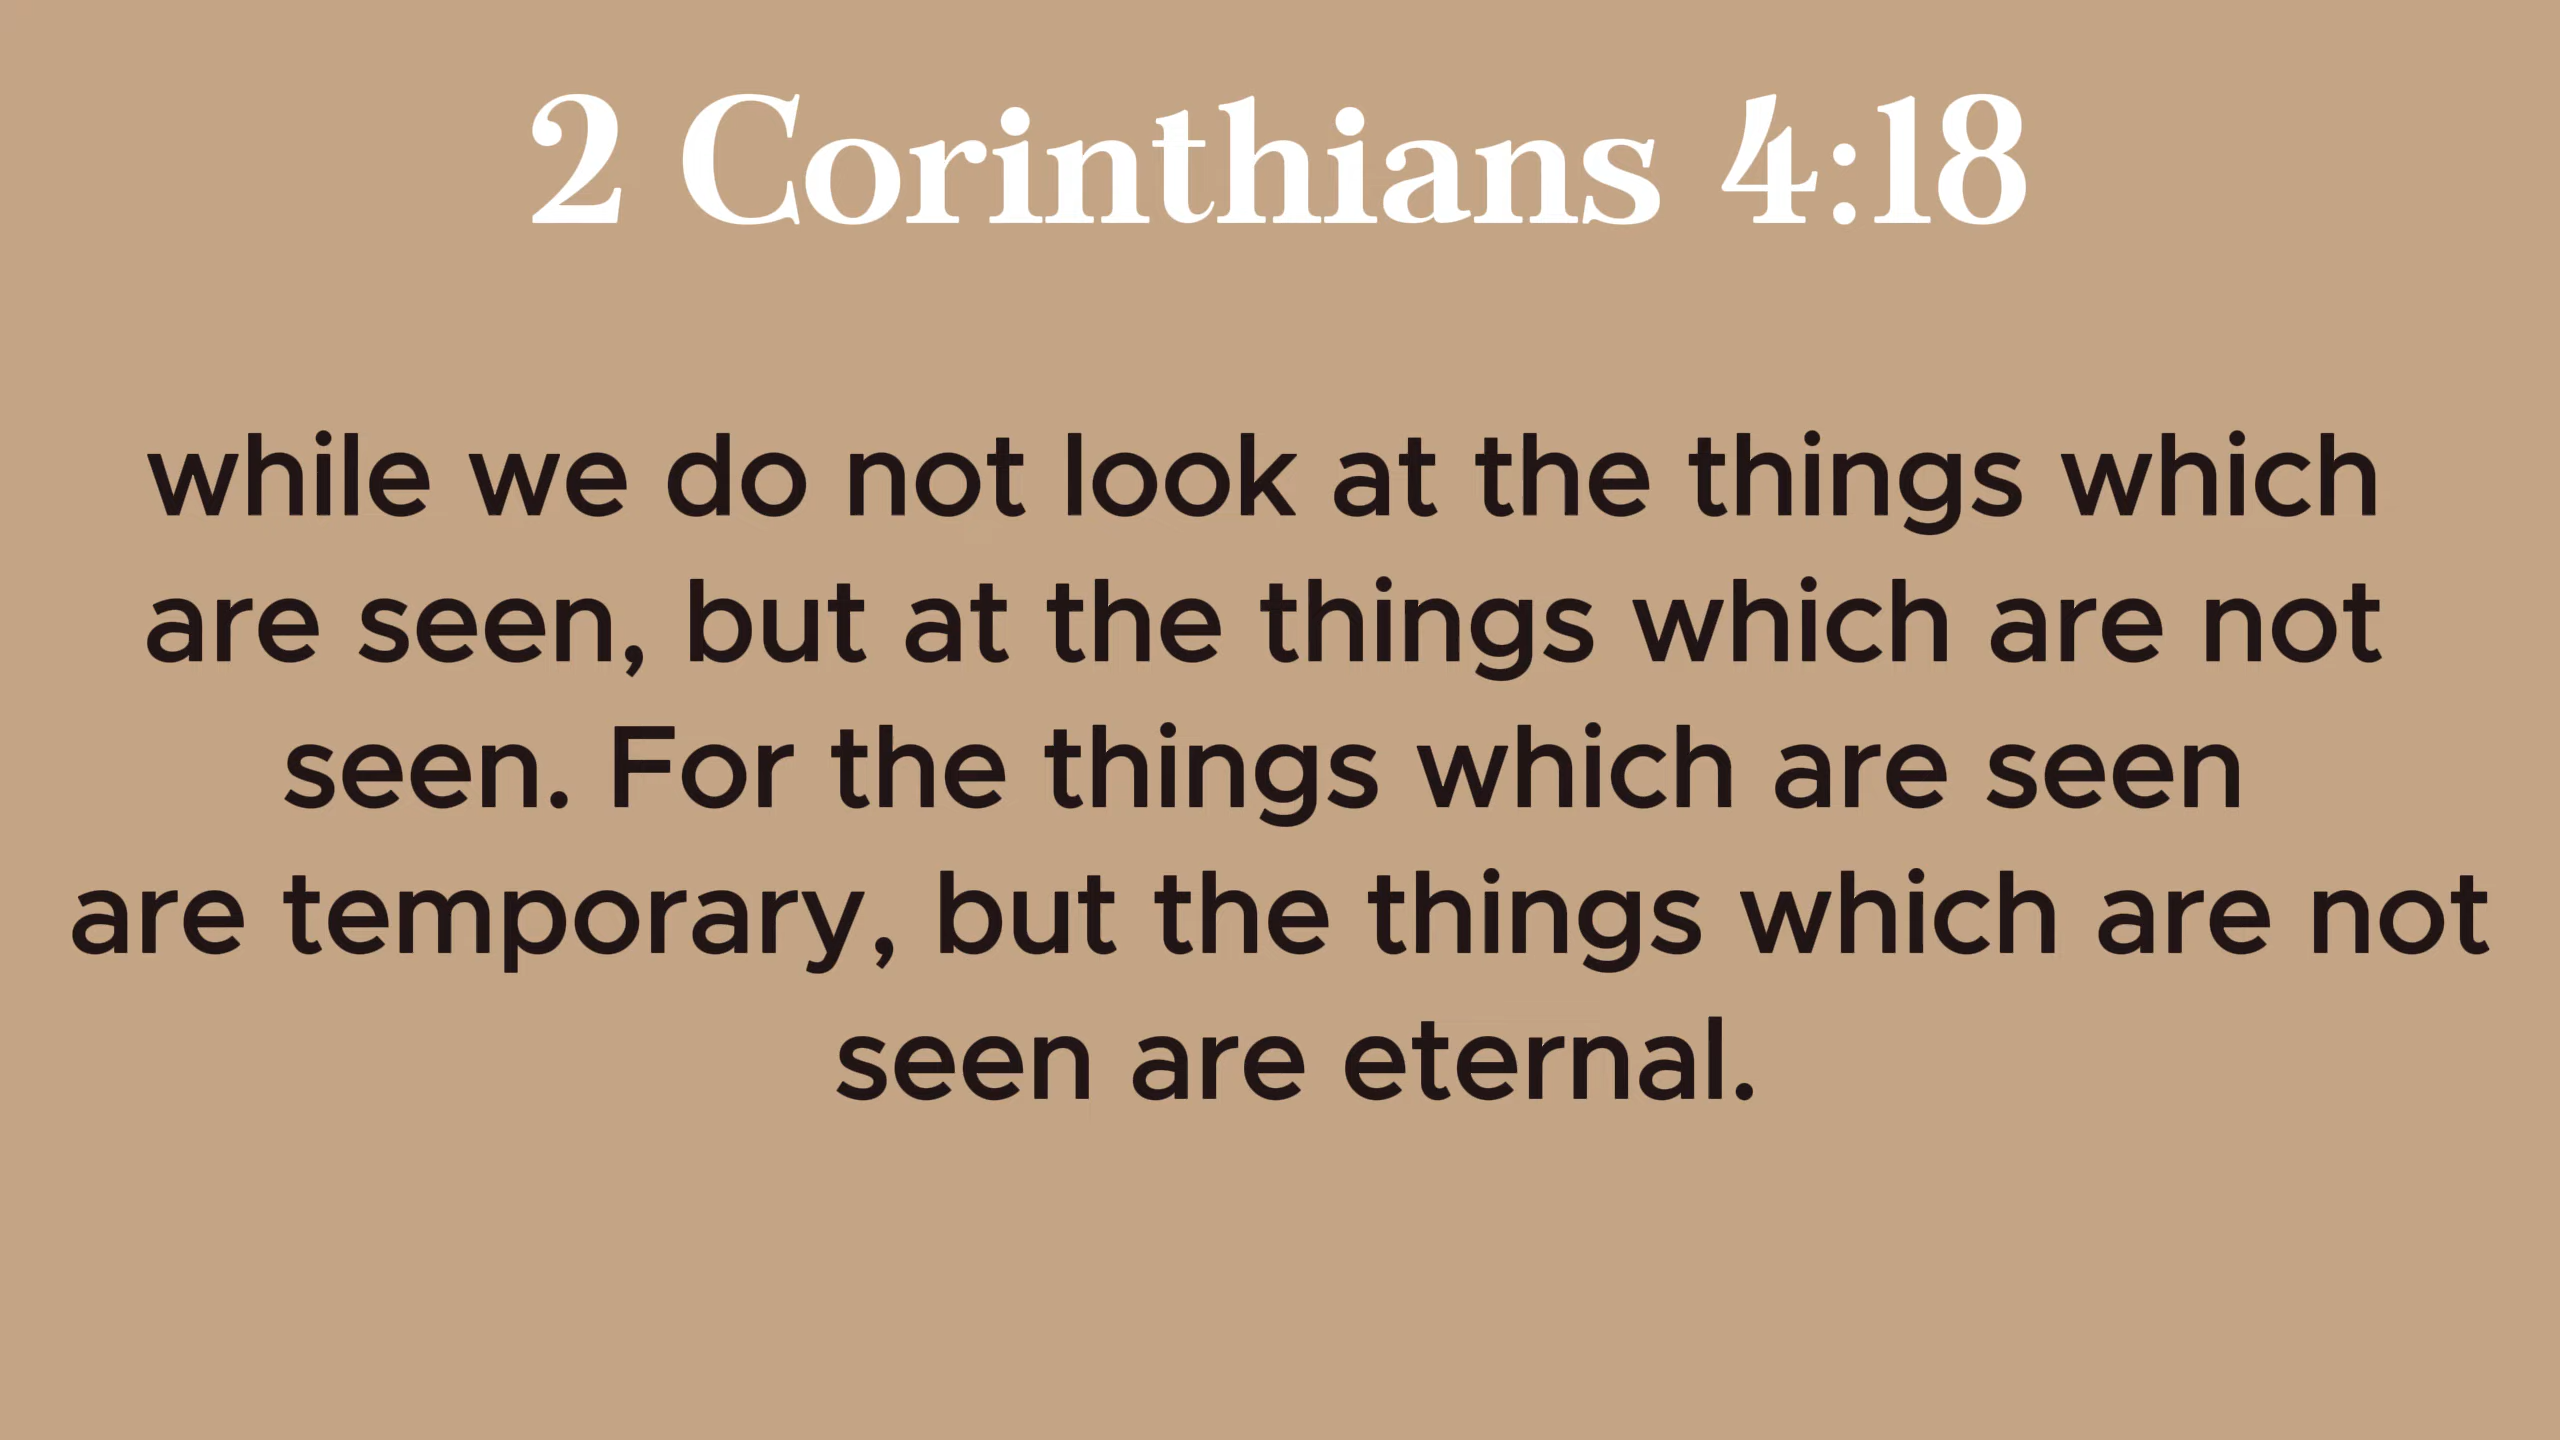 2 Corinthians 4:18
while we do not look at the things which
are seen, but at the things which are not
seen. For the things which are seen
are temporary, but the things which are not
seen are eternal.